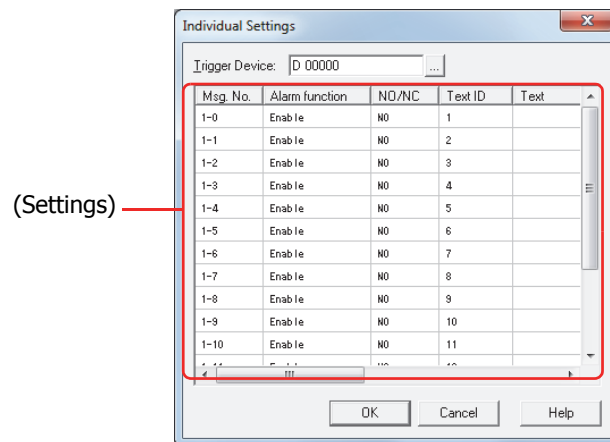 Individual Settings
Trigger Device: D 00000 ...
Msg. No. Alarm function NO/NC Text ID Text
1-0 Enable NO 1
1-1 Enable NO 2
1-2 Enable NO 3
1-3 Enable NO 4
(Settings)
1-4 Enable NO 5
1-5 Enable NO 6
1-6 Enable NO 7
1-7 Enable NO 8
1-8 Enable NO 9
1-9 Enable NO 10
1-10 Enable NO 11
OK Cancel Help